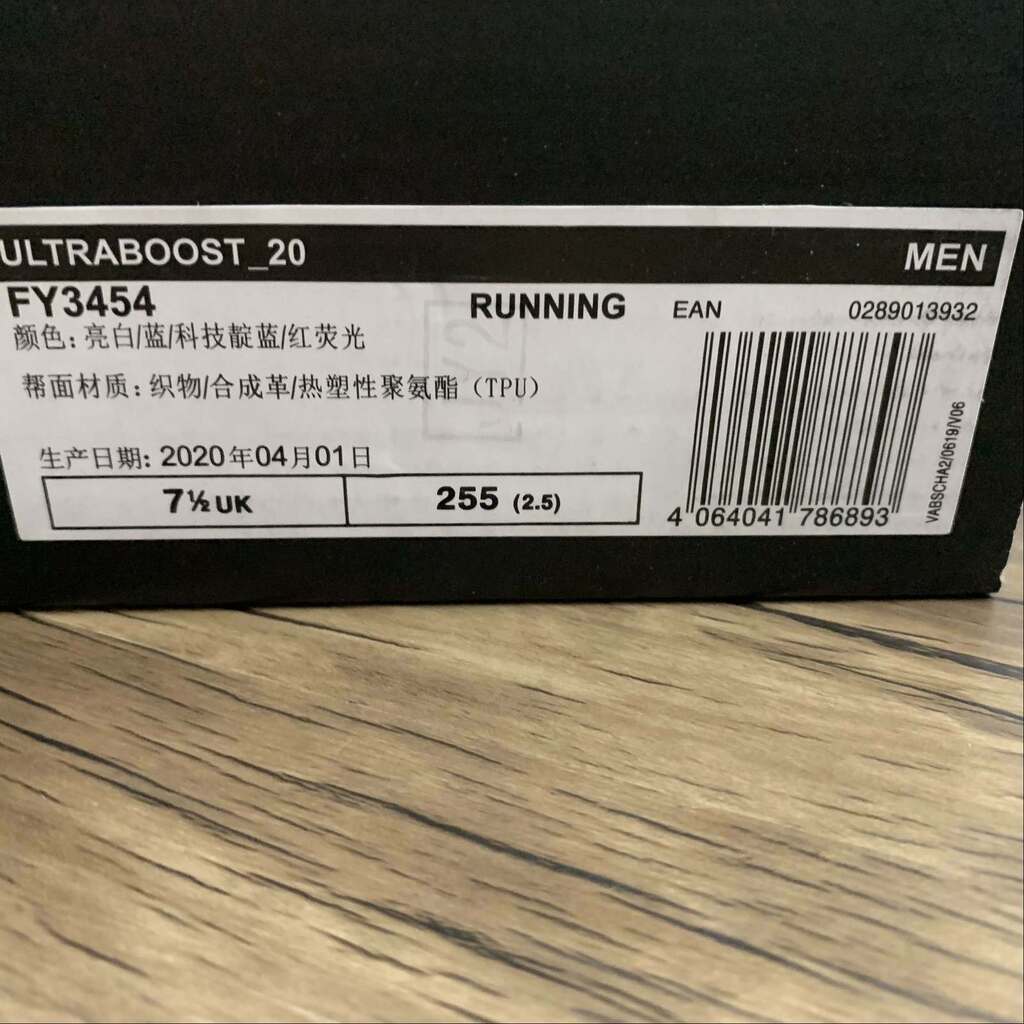 ULTRABOOST_20 MEN
FY3454 RUNNING EAN 0289013932
颜色: 亮白/蓝/科技靛蓝/红荧光
帮面材质: 织物/合成革/热塑性聚氨酯（TPU）
生产日期: 2020年04月01日
7½ UK 255 (2.5)
4 064041 786893
VABSCHA2/0619/V06